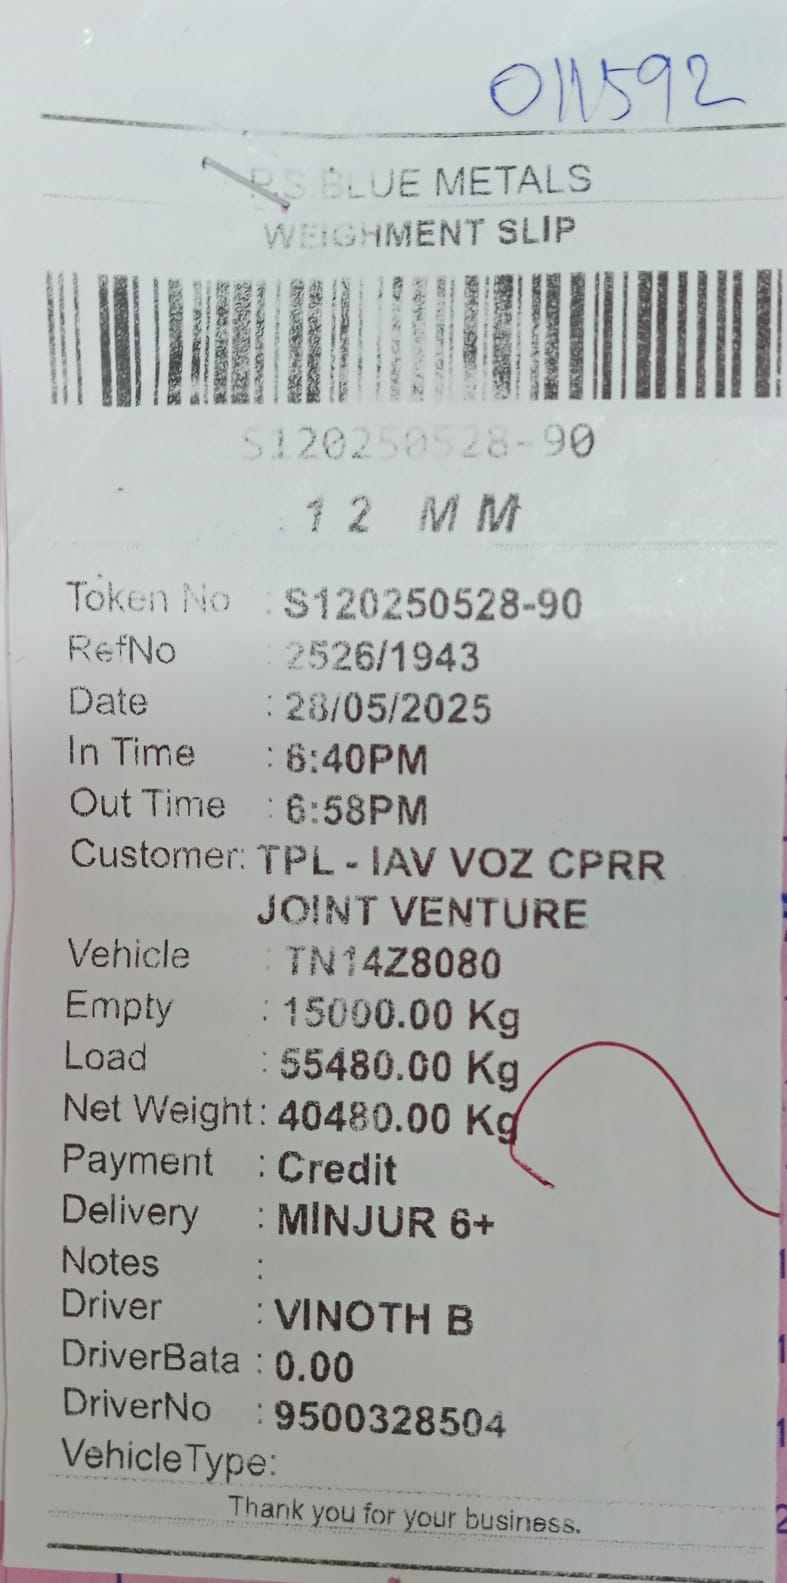 011592
P.S.BLUE METALS
WEIGHMENT SLIP
S120250528-90
12 MM
Token No : S120250528-90
RefNo : 2526/1943
Date : 28/05/2025
In Time : 6:40PM
Out Time : 6:58PM
Customer: TPL - IAV VOZ CPRR
JOINT VENTURE
Vehicle : TN14Z8080
Empty : 15000.00 Kg
Load : 55480.00 Kg
Net Weight: 40480.00 Kg
Payment : Credit
Delivery : MINJUR 6+
Notes :
Driver : VINOTH B
DriverBata : 0.00
DriverNo : 9500328504
VehicleType:
Thank you for your business.